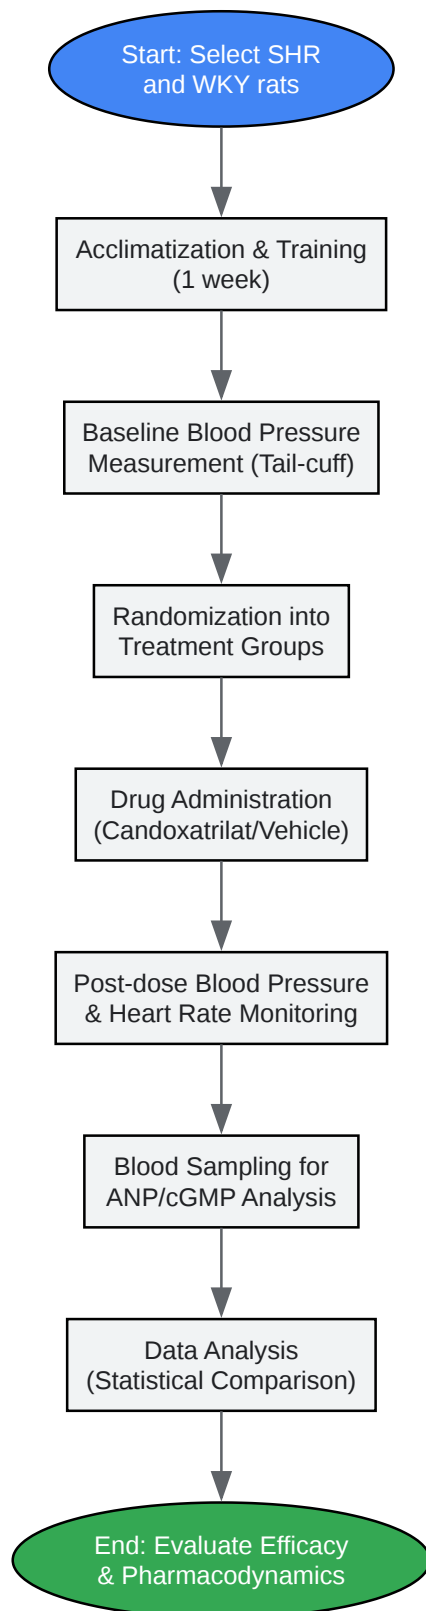 Start: Select SHR
and WKY rats
Acclimatization & Training
(1 week)
Baseline Blood Pressure
Measurement (Tail-cuff)
Randomization into
Treatment Groups
Drug Administration
(Candoxatrilat/Vehicle)
Post-dose Blood Pressure
& Heart Rate Monitoring
Blood Sampling for
ANP/cGMP Analysis
Data Analysis
(Statistical Comparison)
End: Evaluate Efficacy
& Pharmacodynamics